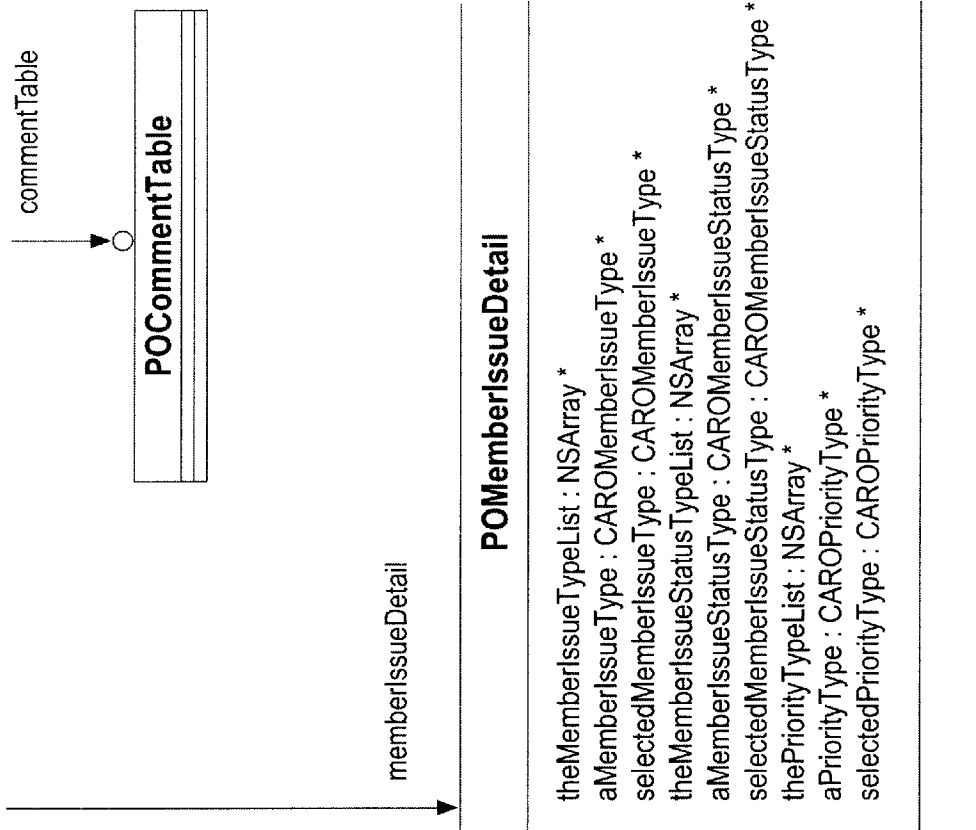 commentTable
POCommentTable
memberIssueDetail
POMemberIssueDetail
theMemberIssueTypeList : NSArray *
aMemberIssueType : CAROMemberIssueType *
selectedMemberIssueType : CAROMemberIssueType *
theMemberIssueStatusTypeList : NSArray *
aMemberIssueStatusType : CAROMemberIssueStatusType *
selectedMemberIssueStatusType : CAROMemberIssueStatusType *
thePriorityTypeList : NSArray *
aPriorityType : CAROPriorityType *
selectedPriorityType : CAROPriorityType *